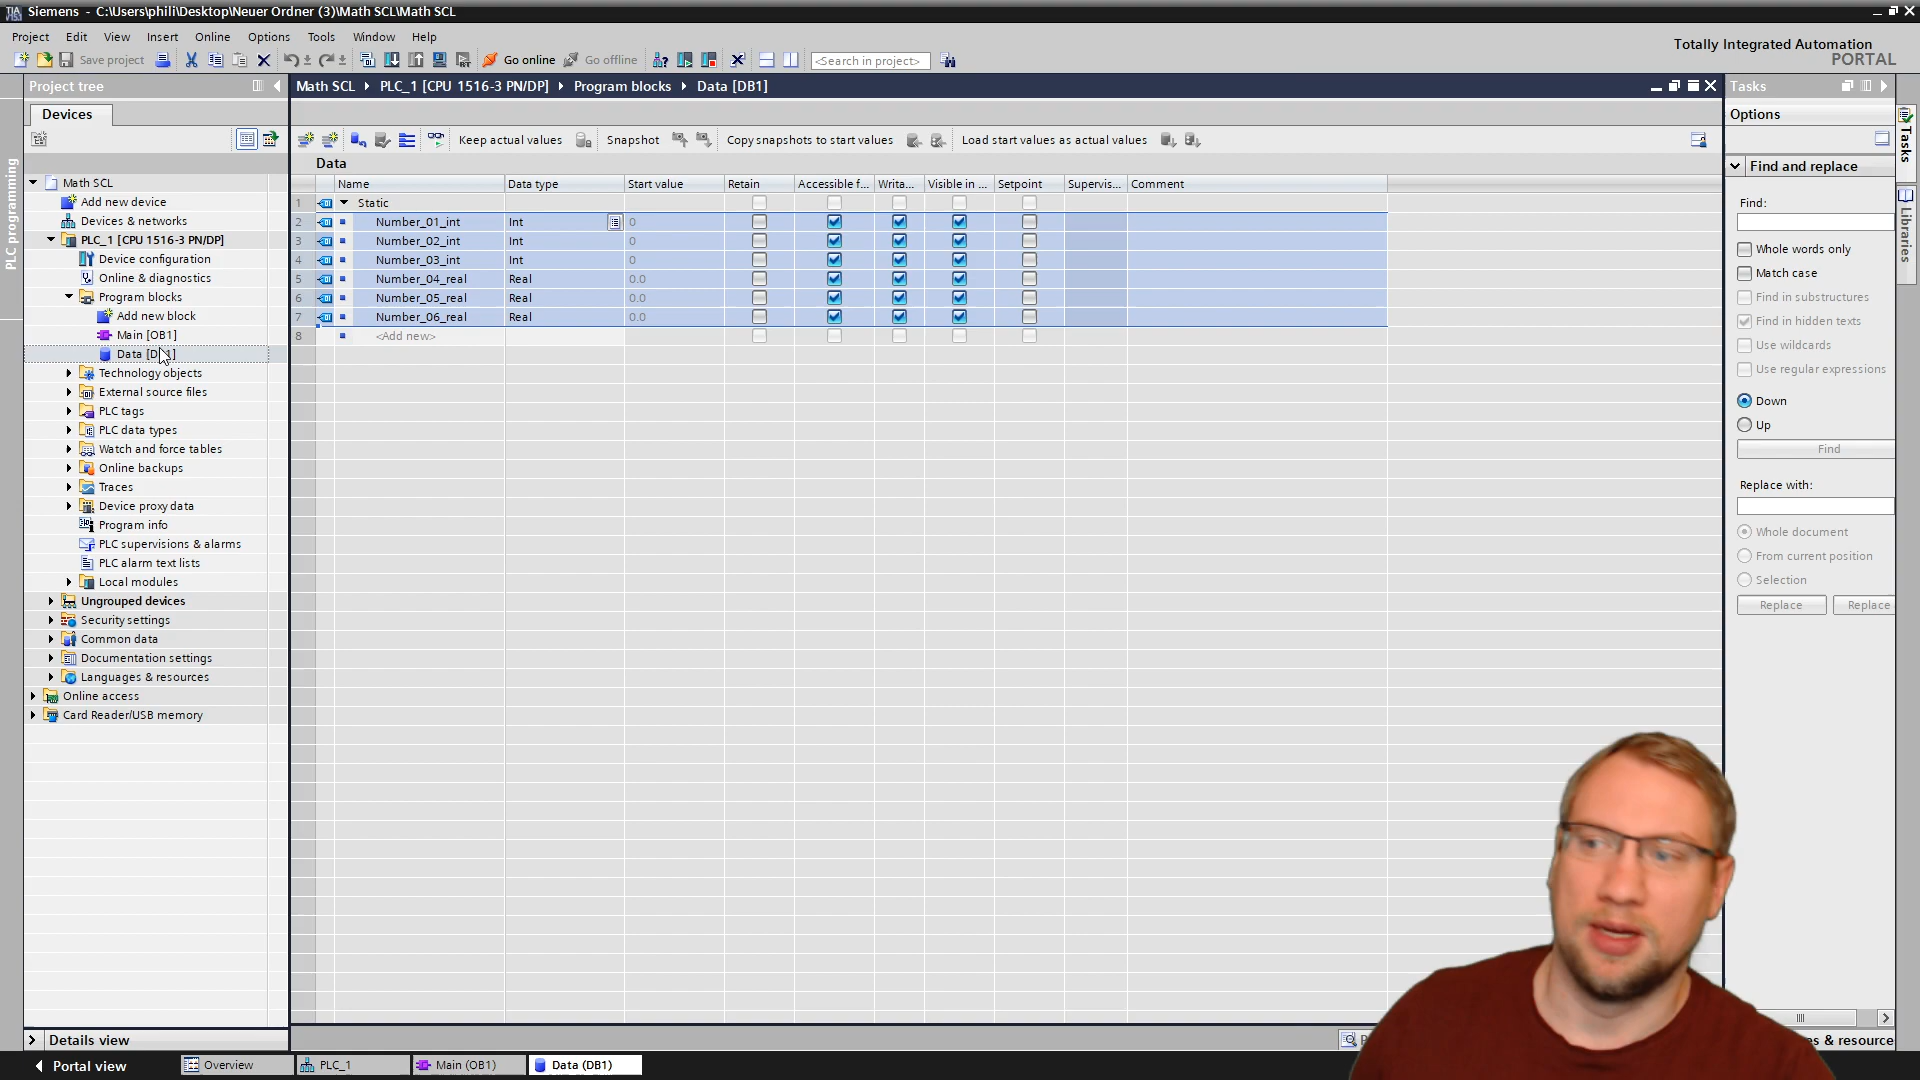 Siemens - C:\Users\phili\Desktop\Neuer Ordner (3)\Math SCL\Math SCL
Project Edit View Insert Online Options Tools Window Help
Totally Integrated Automation
PORTAL
Save project Go online Go offline <Search in project>
Project tree
Math SCL PLC_1 [CPU 1516-3 PN/DP] Program blocks Data [DB1]
Tasks
Devices
Options
Keep actual values Snapshot Copy snapshots to start values Load start values as actual values
Data
Find and replace
Name Data type Start value Retain Accessible f... Writa... Visible in ... Setpoint Supervis... Comment
1 Static
2 Number_01_int Int 0
3 Number_02_int Int 0
4 Number_03_int Int 0
5 Number_04_real Real 0.0
6 Number_05_real Real 0.0
7 Number_06_real Real 0.0
8 <Add new>
PLC programming
Math SCL
Add new device
Devices & networks
PLC_1 [CPU 1516-3 PN/DP]
Device configuration
Online & diagnostics
Program blocks
Add new block
Main [OB1]
Data [D 1]
Technology objects
External source files
PLC tags
PLC data types
Watch and force tables
Online backups
Traces
Device proxy data
Program info
PLC supervisions & alarms
PLC alarm text lists
Local modules
Ungrouped devices
Security settings
Common data
Documentation settings
Languages & resources
Online access
Card Reader/USB memory
Find:
Whole words only
Match case
Find in substructures
Find in hidden texts
Use wildcards
Use regular expressions
Down
Up
Find
Replace with:
Whole document
From current position
Selection
Replace Replace
Tasks
Libraries
Details view
s & resource
Portal view Overview PLC_1 Main (OB1) Data (DB1)